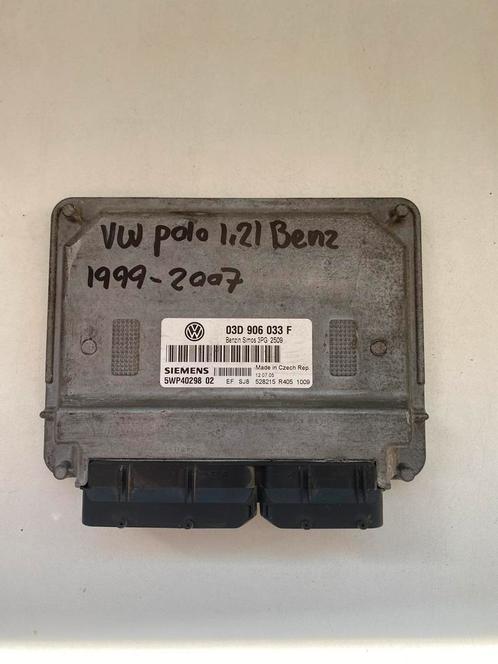 VW polo 1,2l Benz
1999-2007
03D 906 033 F
Benzin Simos 3PG 2509
SIEMENS
Made in Czech Rep.
12.07.05
5WP40298 02
EF SJ8 528215 R405 1009